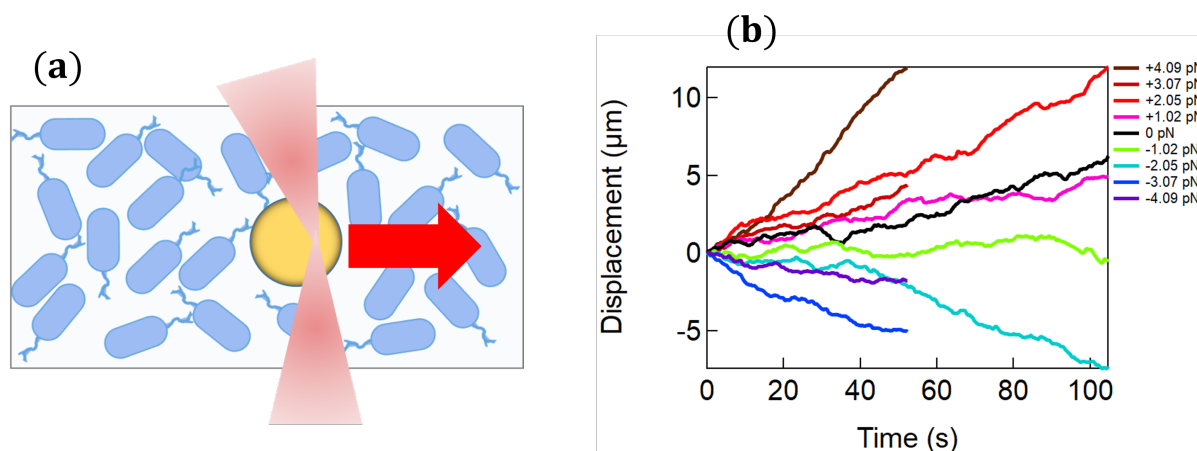 (a)
(b)
Displacement (μm)
10
5
0
-5
0
20
40
60
80
100
Time (s)
+4.09 pN
+3.07 pN
+2.05 pN
+1.02 pN
0 pN
-1.02 pN
-2.05 pN
-3.07 pN
-4.09 pN